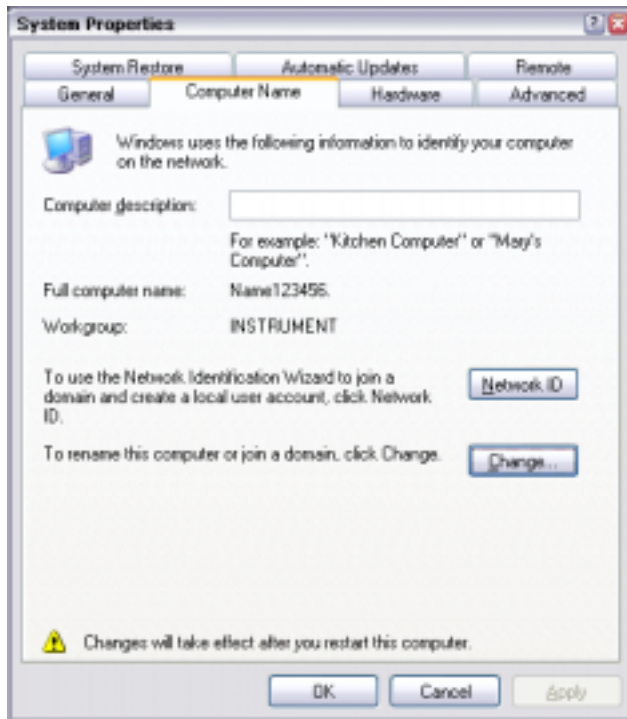 System Properties
System Restore Automatic Updates Remote
General Computer Name Hardware Advanced
Windows uses the following information to identify your computer
on the network.
Computer description:
For example: "Kitchen Computer" or "Mary's
Computer".
Full computer name: Name123456.
Workgroup: INSTRUMENT
To use the Network Identification Wizard to join a
domain and create a local user account, click Network
ID.
Network ID
To rename this computer or join a domain, click Change.
Change...
Changes will take effect after you restart this computer.
OK Cancel Apply